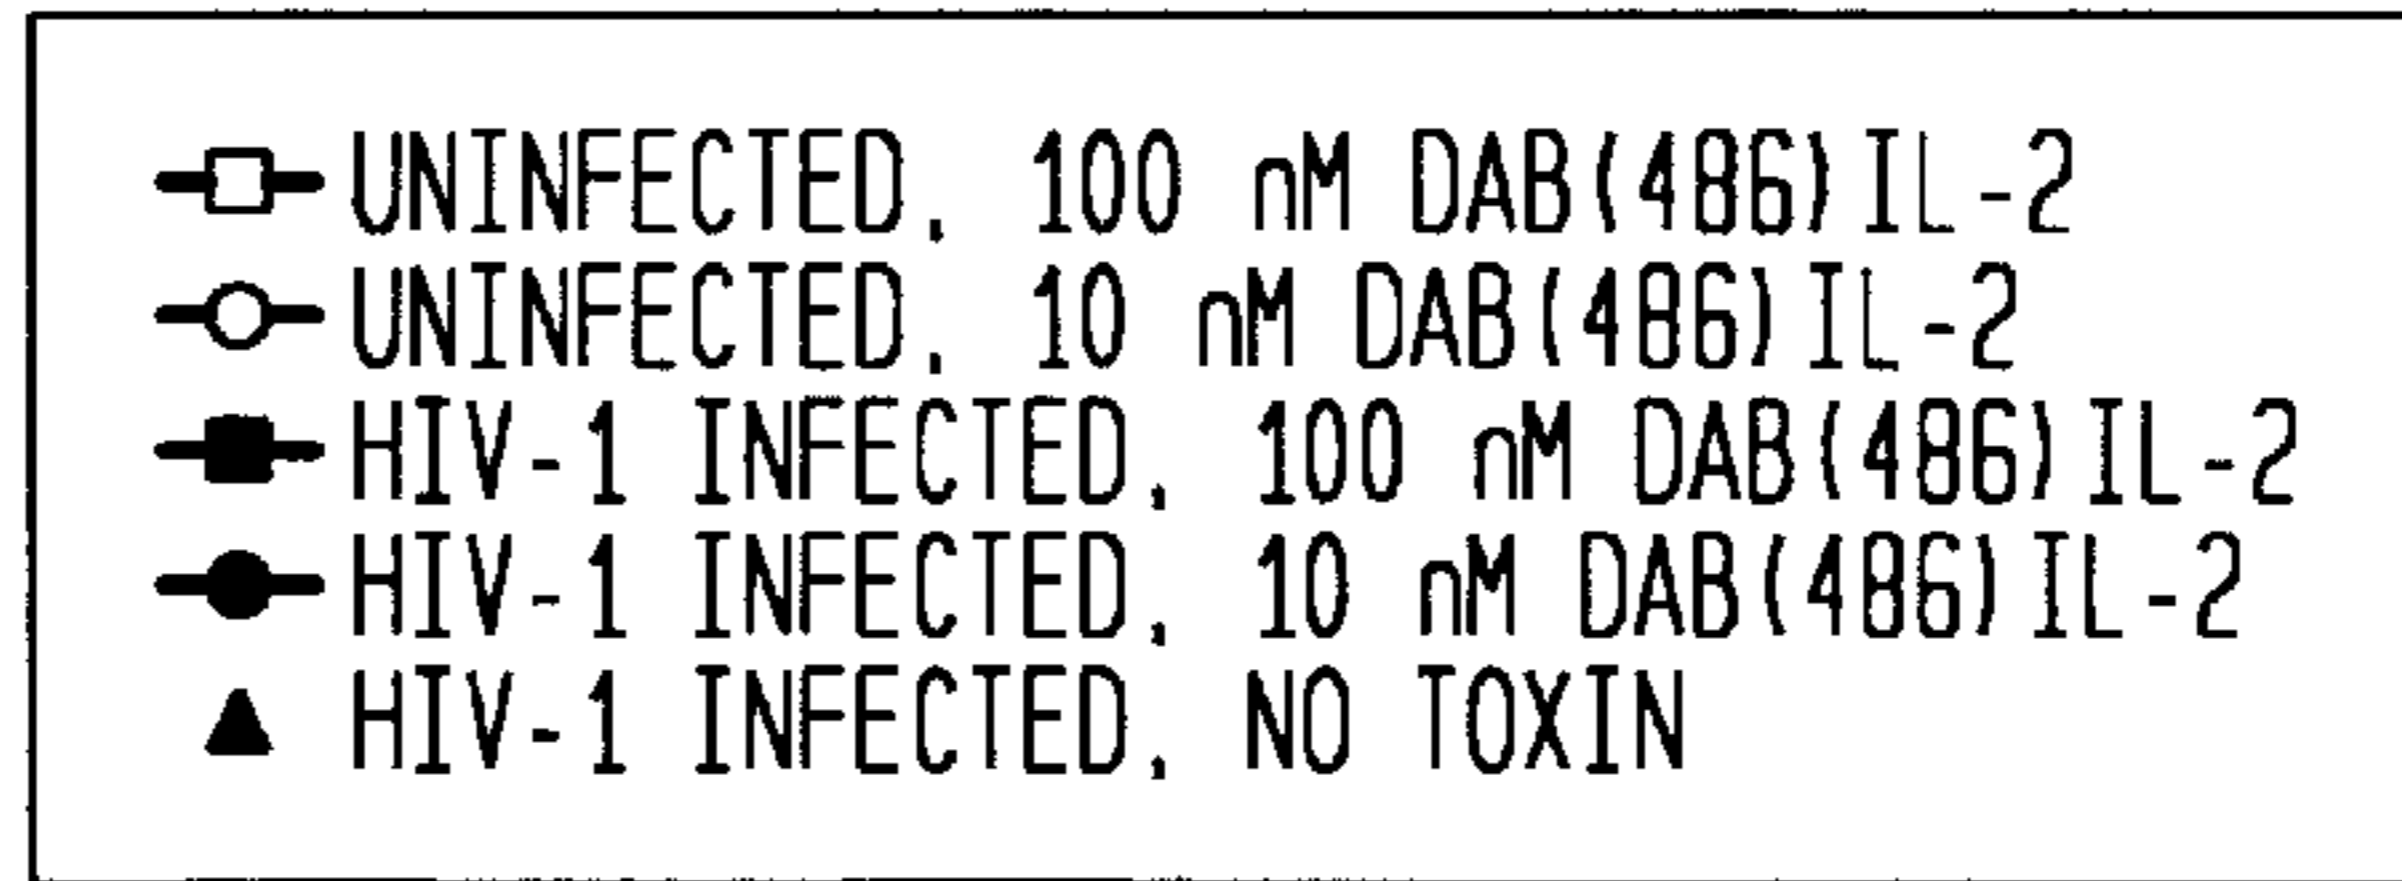 UNINFECTED, 100 nM DAB(486)IL-2
UNINFECTED, 10 nM DAB(486)IL-2
HIV-1 INFECTED, 100 nM DAB(486)IL-2
HIV-1 INFECTED, 10 nM DAB(486)IL-2
HIV-1 INFECTED, NO TOXIN